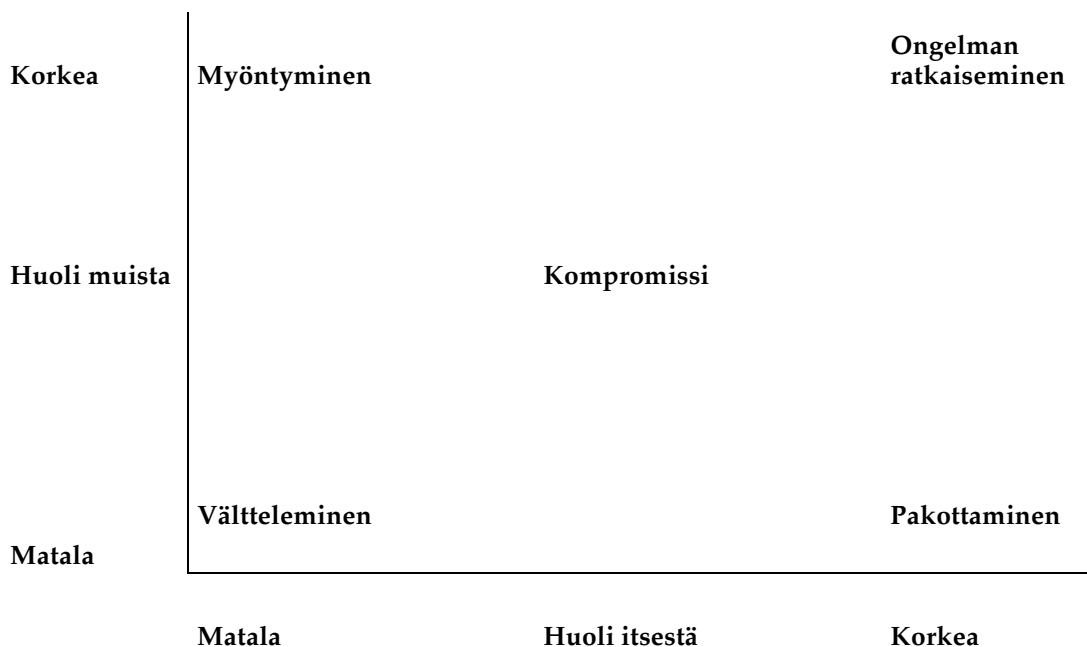 Ongelman
Korkea Myöntyminen ratkaiseminen
Huoli muista Kompromissi
Vältteleminen Pakottaminen
Matala
Matala Huoli itsestä Korkea